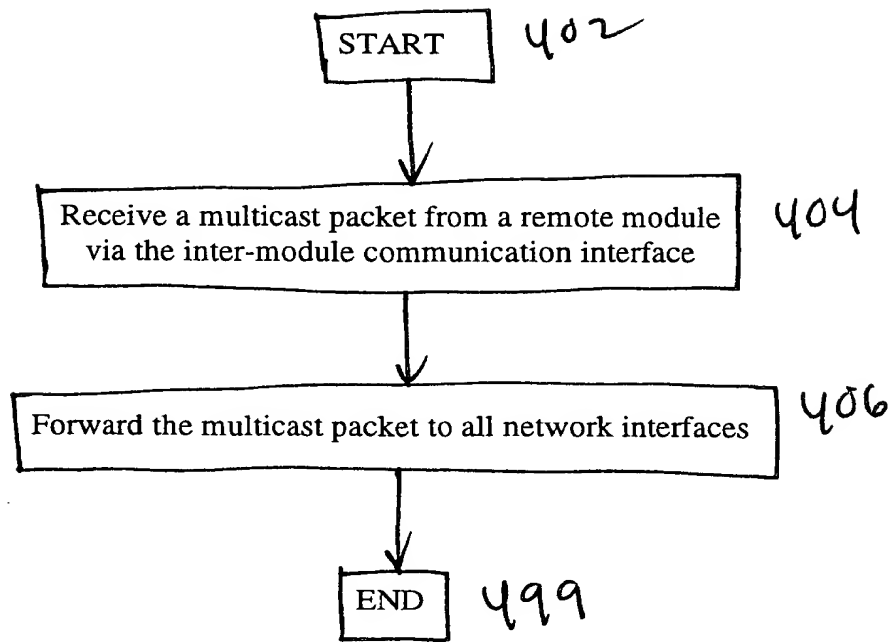 START 402
Receive a multicast packet from a remote module 404
via the inter-module communication interface
Forward the multicast packet to all network interfaces 406
END 499